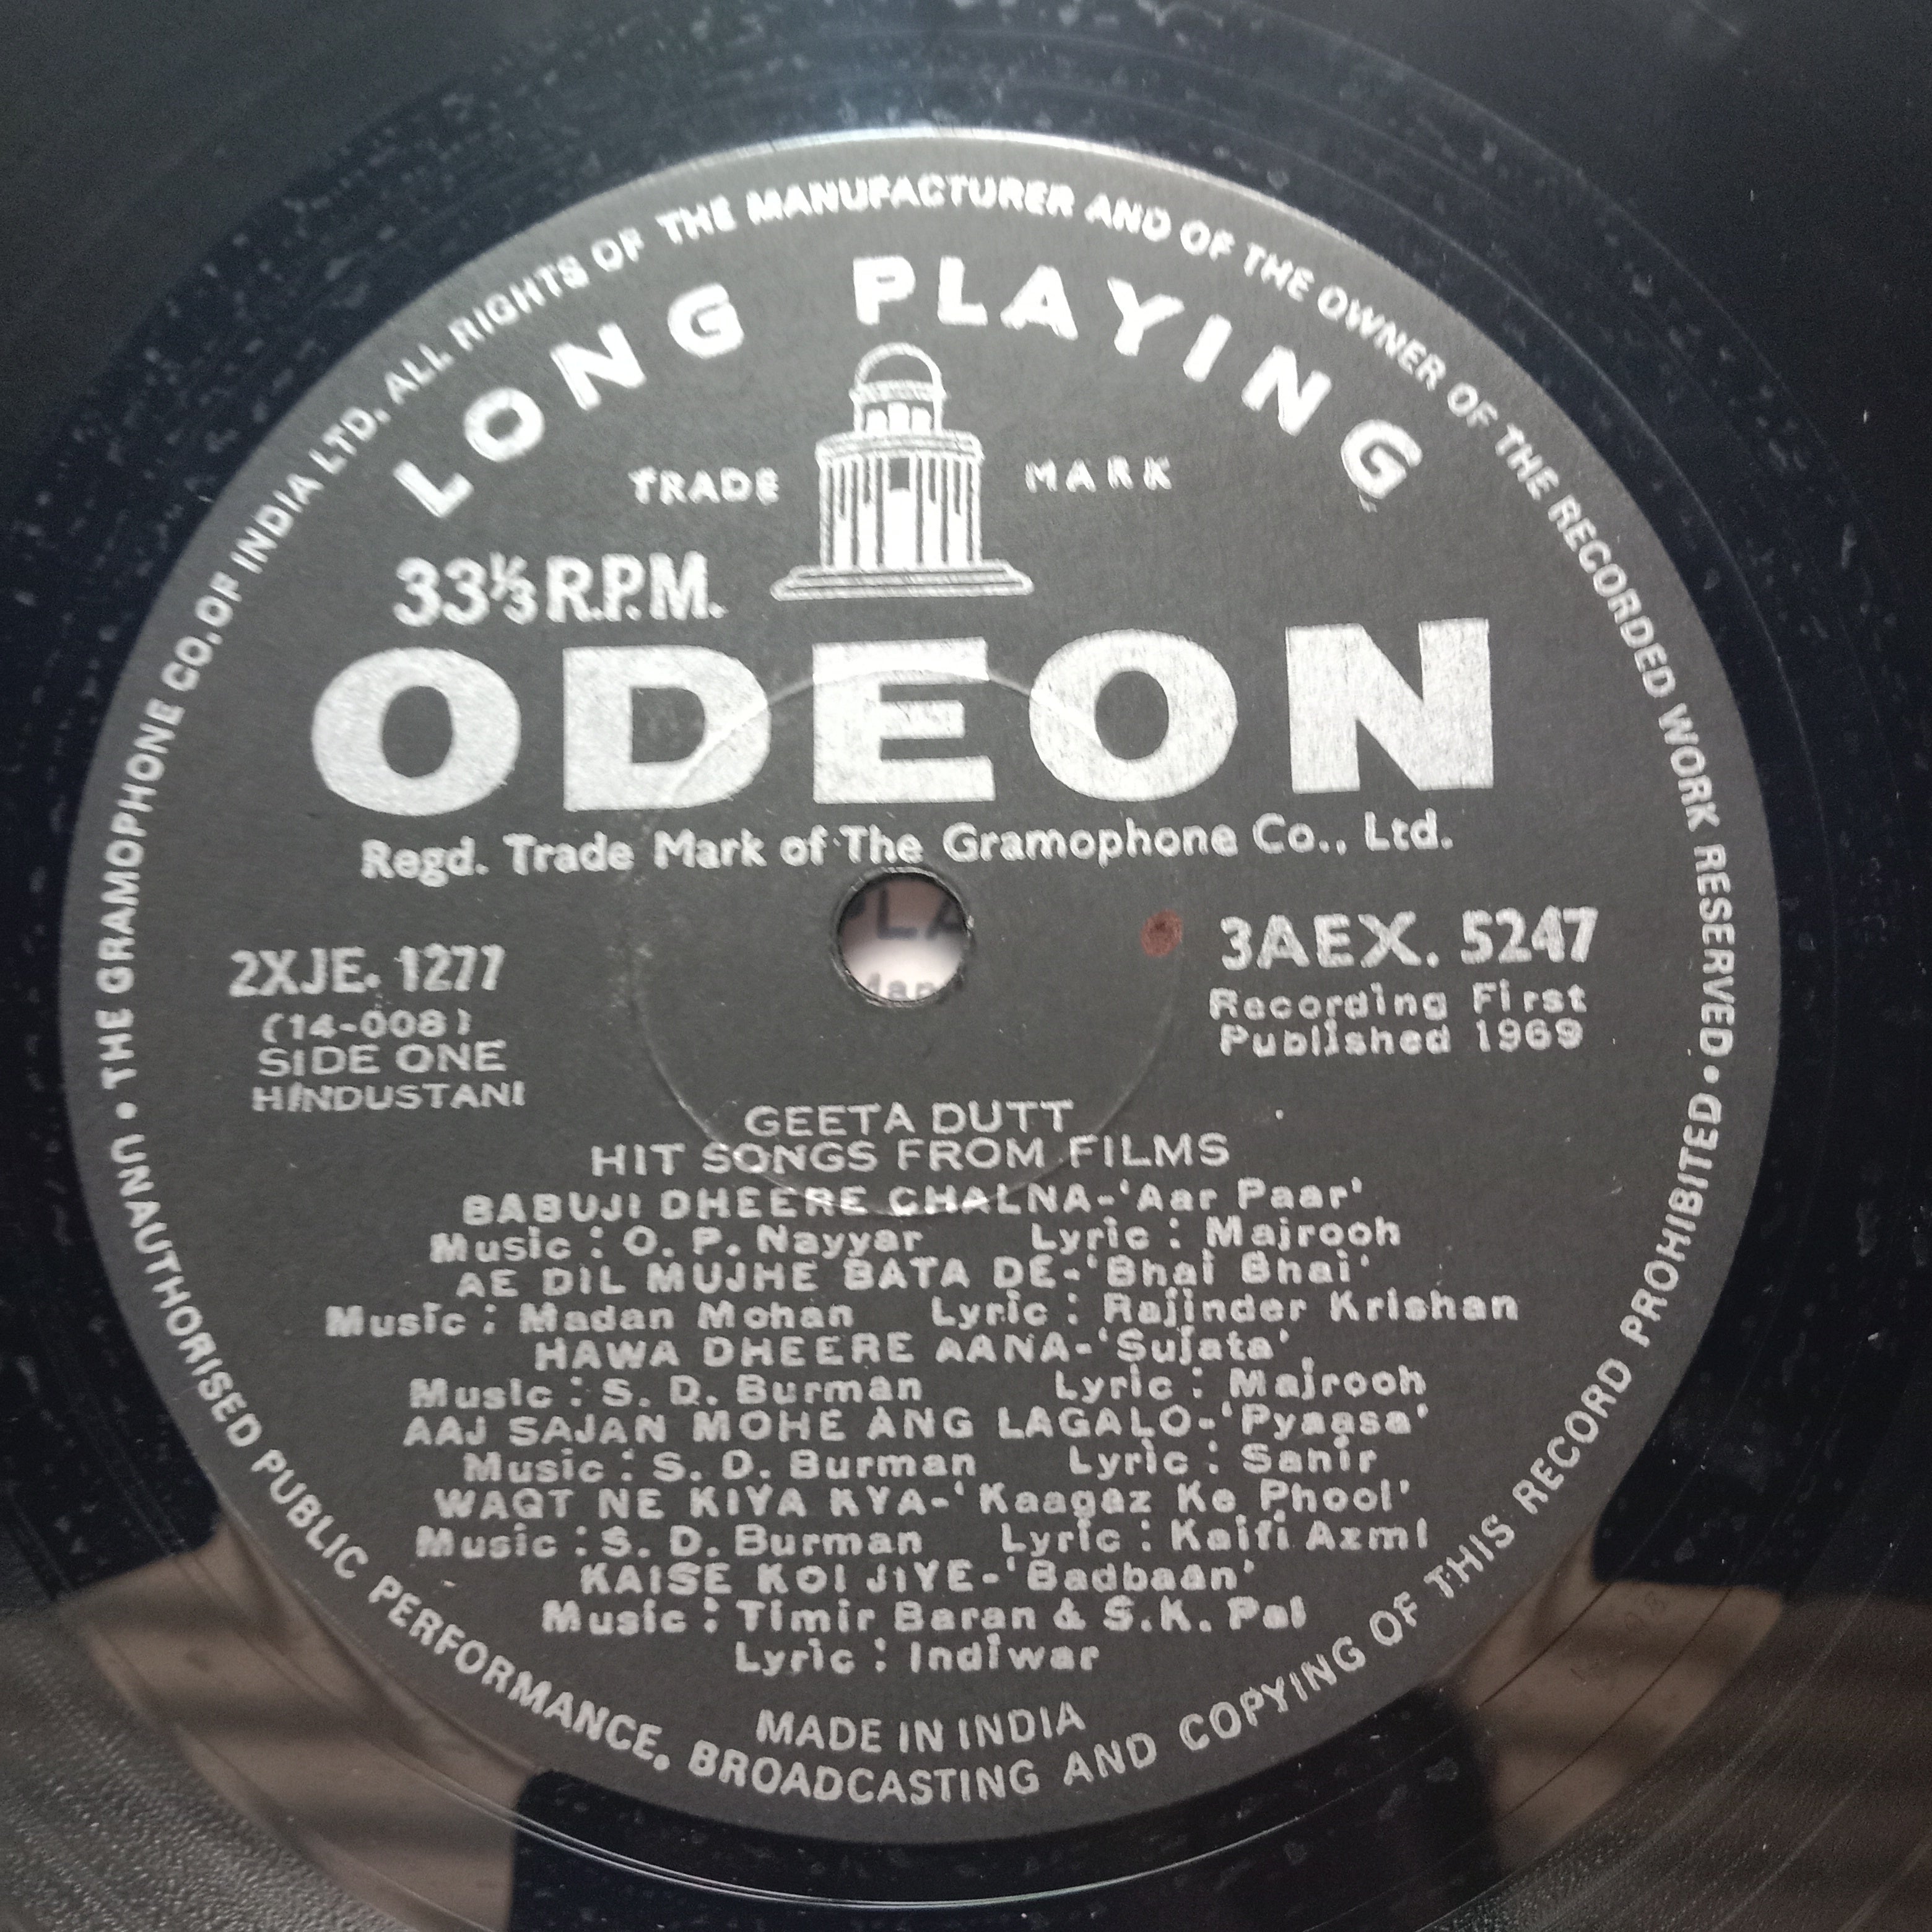 • THE GRAMOPHONE CO. OF INDIA LTD. ALL RIGHTS OF THE MANUFACTURER AND OF THE OWNER OF THE RECORDED WORK RESERVED •
LONG PLAYING
TRADE MARK
33⅓ R.P.M.
ODEON
Regd. Trade Mark of The Gramophone Co., Ltd.
2XJE. 1277
(14-008)
SIDE ONE
HINDUSTANI
3AEX. 5247
Recording First
Published 1969
GEETA DUTT
HIT SONGS FROM FILMS
BABUJI DHEERE CHALNA-'Aar Paar'
Music : O. P. Nayyar Lyric : Majrooh
AE DIL MUJHE BATA DE-'Bhai Bhai'
Music : Madan Mohan Lyric : Rajinder Krishan
HAWA DHEERE AANA-'Sujata'
Music : S. D. Burman Lyric : Majrooh
AAJ SAJAN MOHE ANG LAGALO-'Pyaasa'
Music : S. D. Burman Lyric : Sahir
WAQT NE KIYA KYA-'Kaagaz Ke Phool'
Music : S. D. Burman Lyric : Kaifi Azmi
KAISE KOI JIYE-'Badbaan'
Music : Timir Baran & S.K. Pal
Lyric : Indiwar
MADE IN INDIA
UNAUTHORISED PUBLIC PERFORMANCE, BROADCASTING AND COPYING OF THIS RECORD PROHIBITED